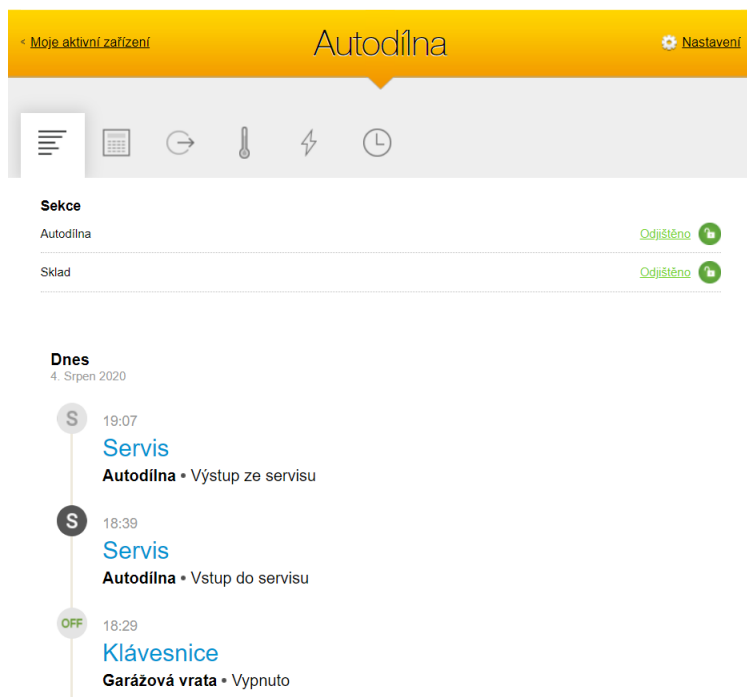 < Moje aktivní zařízení
Autodílna
Nastavení
Sekce
Autodílna
Odjištěno
Sklad
Odjištěno
Dnes
4. Srpen 2020
S
19:07
Servis
Autodílna • Výstup ze servisu
S
18:39
Servis
Autodílna • Vstup do servisu
OFF
18:29
Klávesnice
Garážová vrata • Vypnuto